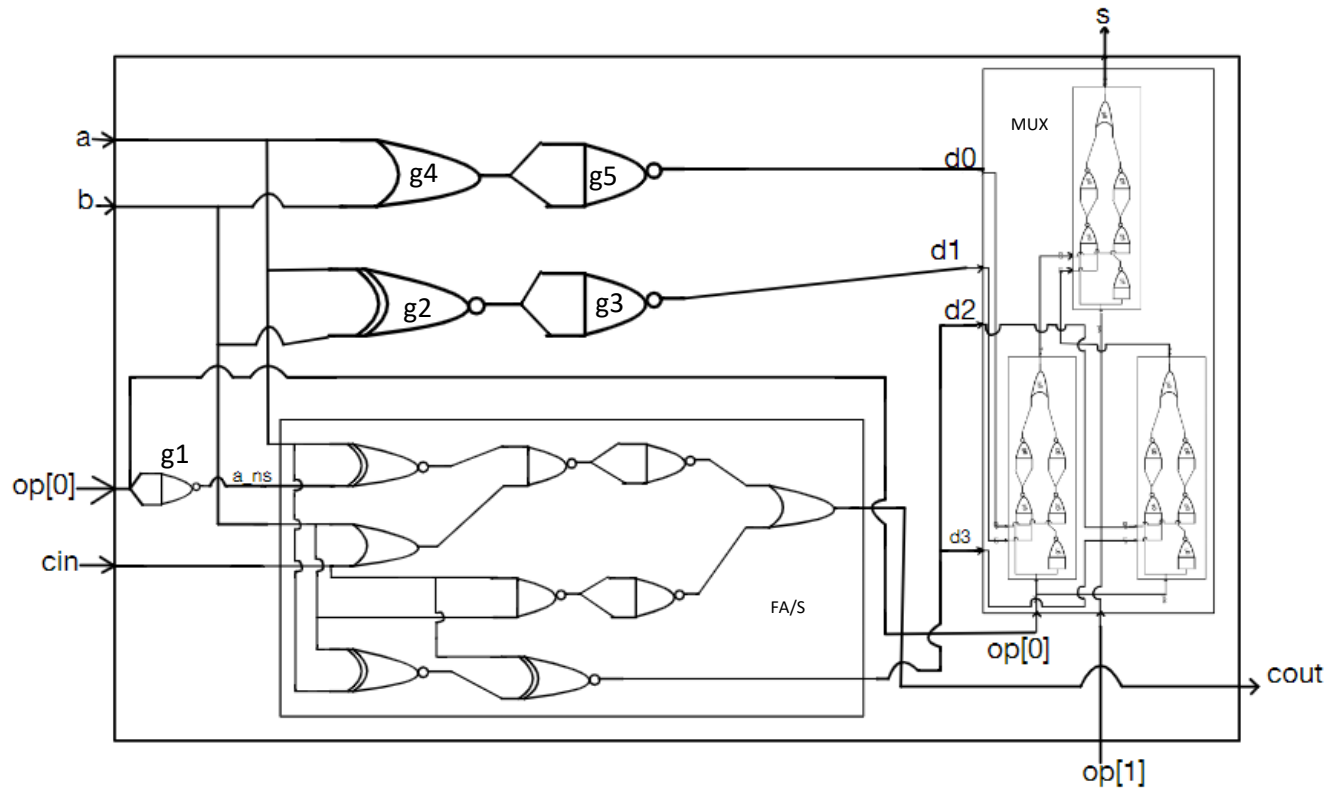 s
MUX
a
g4
g5
d0
b
d1
g2
g3
d2
g1
op[0]
a_ns
d3
cin
FA/S
op[0]
cout
op[1]